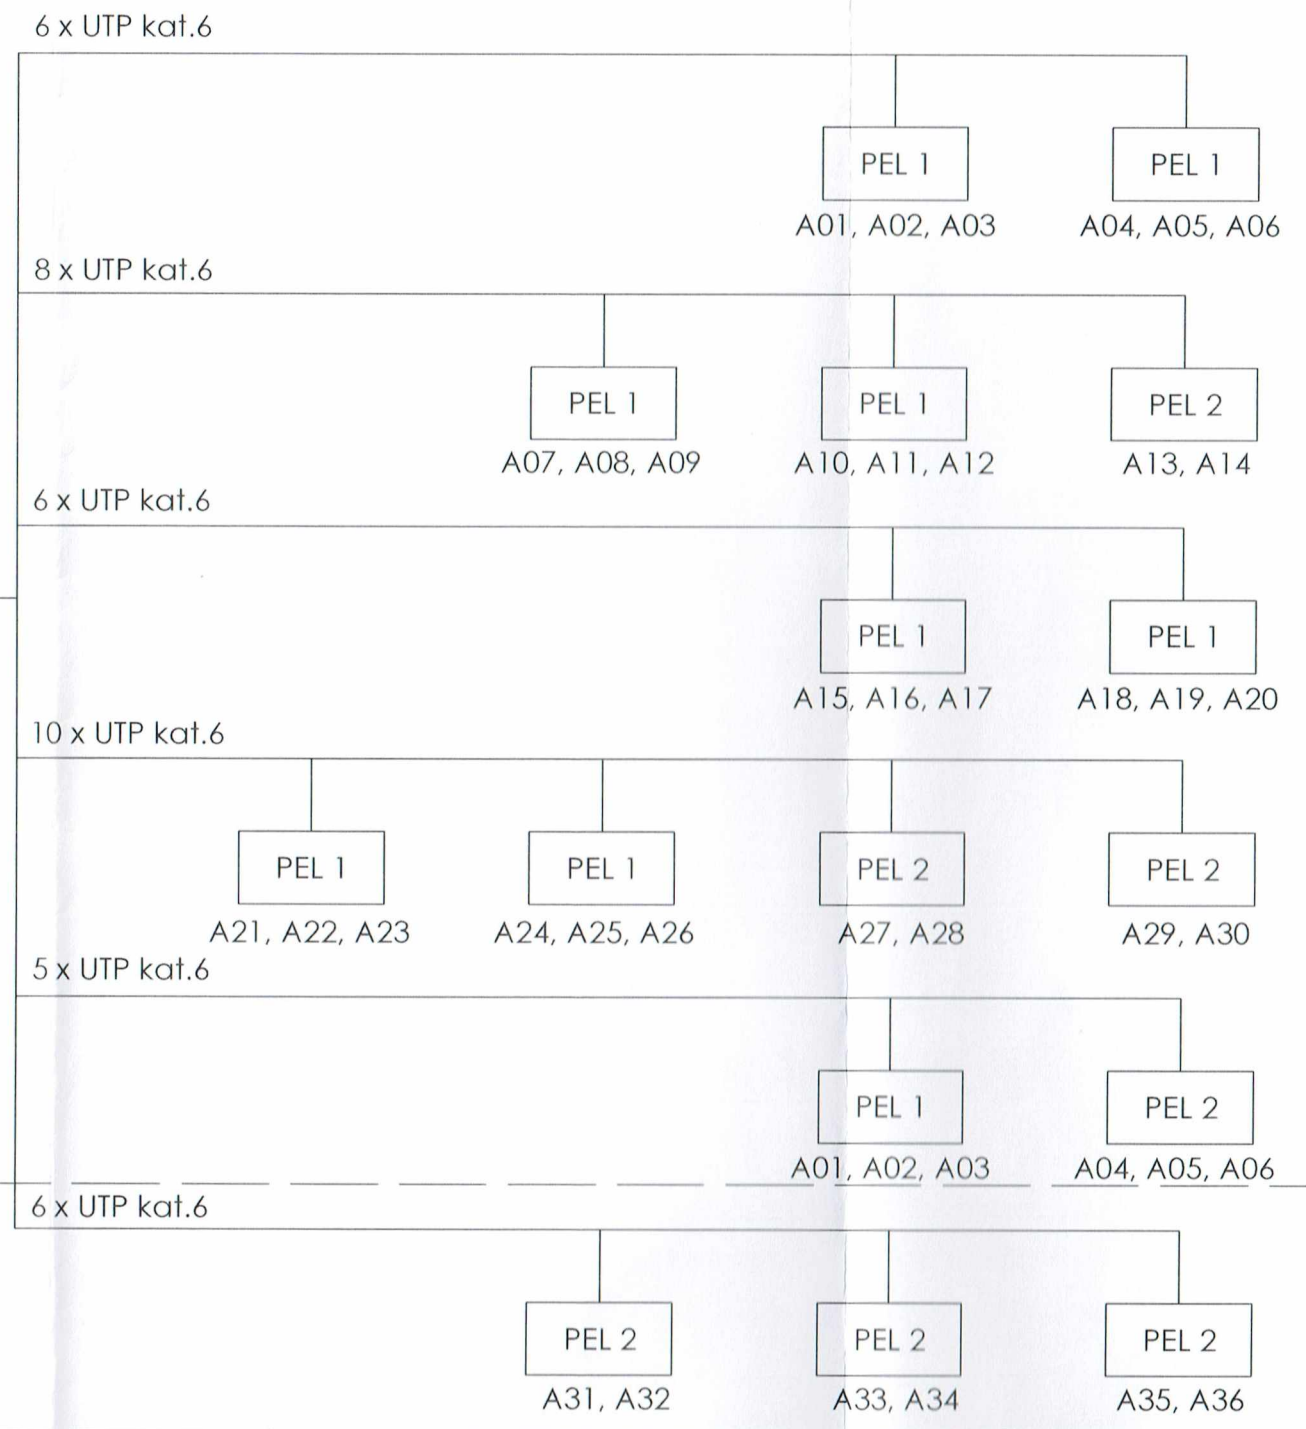 6 x UTP kat.6
PEL 1 PEL 1
A01, A02, A03 A04, A05, A06
8 x UTP kat.6
PEL 1 PEL 1 PEL 2
A07, A08, A09 A10, A11, A12 A13, A14
6 x UTP kat.6
PEL 1 PEL 1
A15, A16, A17 A18, A19, A20
10 x UTP kat.6
PEL 1 PEL 1 PEL 2 PEL 2
A21, A22, A23 A24, A25, A26 A27, A28 A29, A30
5 x UTP kat.6
PEL 1 PEL 2
A01, A02, A03 A04, A05, A06
6 x UTP kat.6
PEL 2 PEL 2 PEL 2
A31, A32 A33, A34 A35, A36